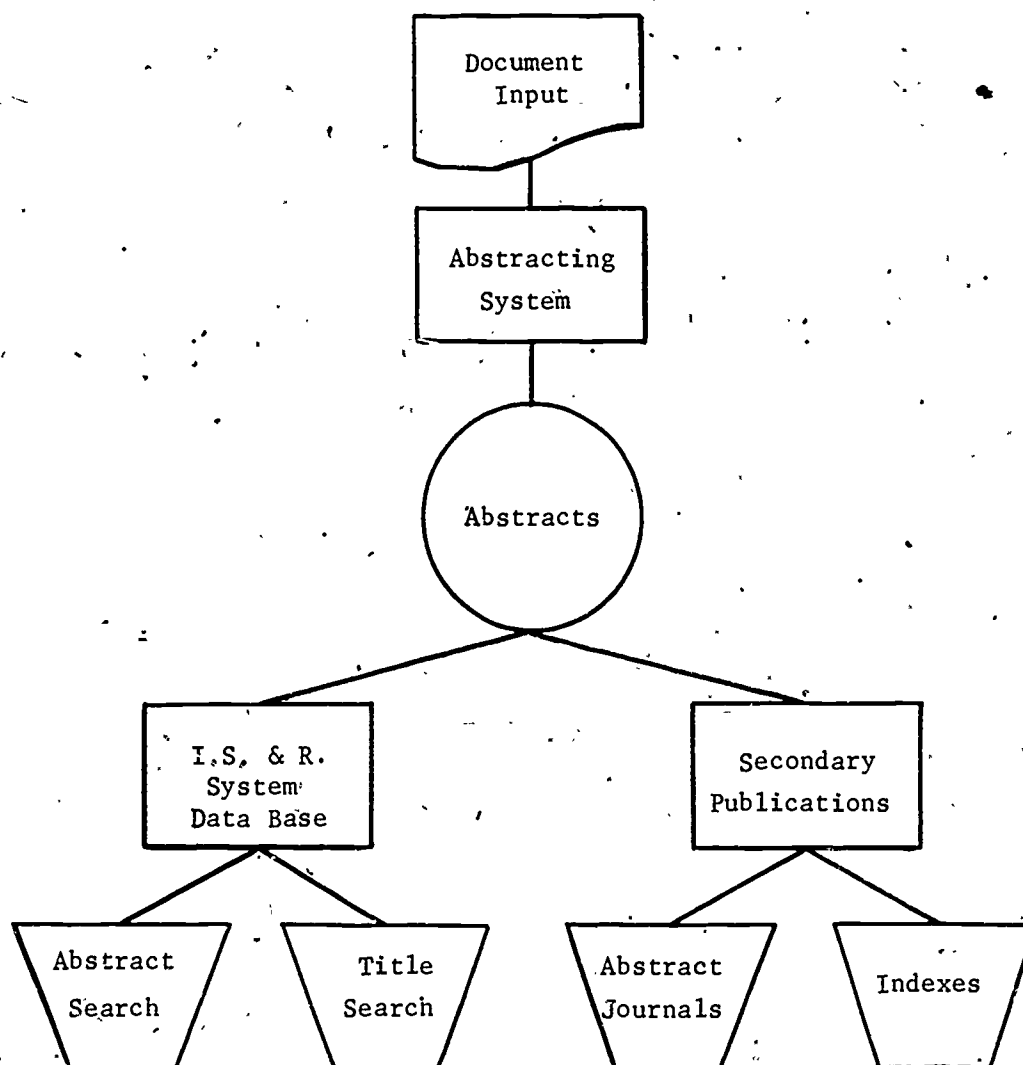 Document
Input
Abstracting
System
Abstracts
I.S. & R.
System
Data Base
Secondary
Publications
Abstract
Search
Title
Search
Abstract
Journals
Indexes